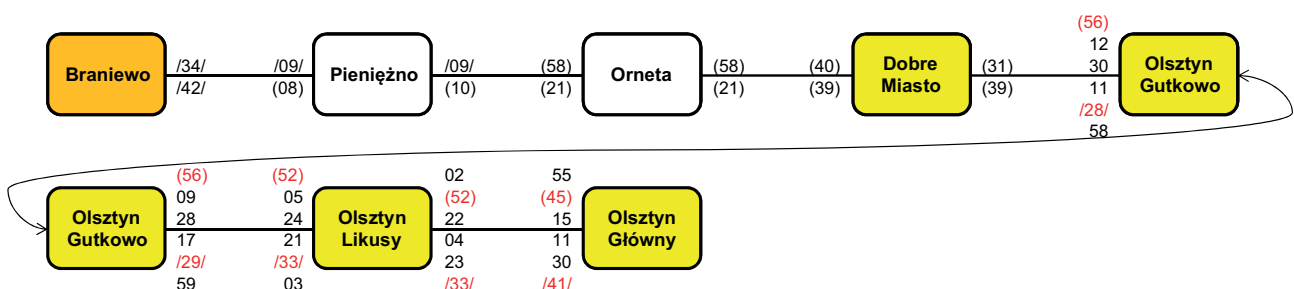 (56)
12
Braniewo /34/ /09/ Pieniężno /09/ (58) Orneta (58) (40) Dobre Miasto (31) 30 Olsztyn Gutkowo
/42/ (08) (10) (21) (21) (39) (39) 11
/28/
58
(56) (52) 02 55
09 05 (52) (45)
Olsztyn Gutkowo 28 24 Olsztyn Likusy 22 15 Olsztyn Główny
17 21 04 11
/29/ /33/ 23 30
59 03 /33/ /41/